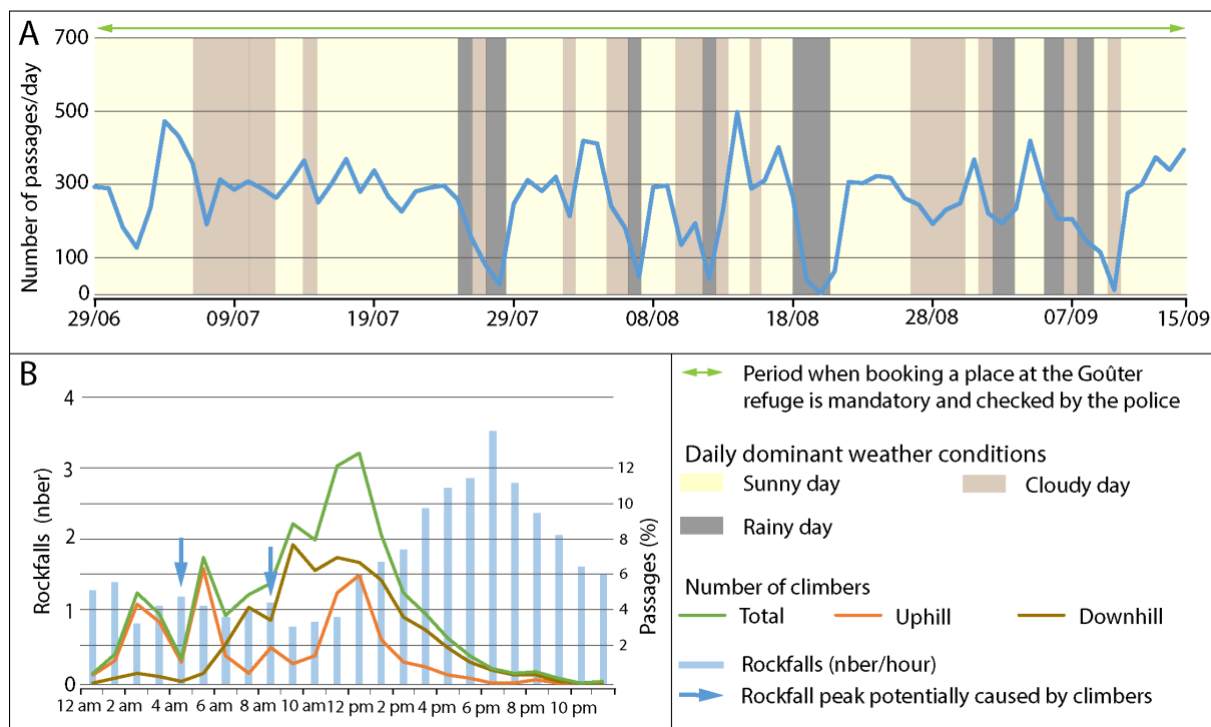 A
Number of passages/day
700
500
300
100
0
29/06
09/07
19/07
29/07
08/08
18/08
28/08
07/09
15/09
B
Rockfalls (nber)
4
3
2
1
0
Passages (%)
12
10
8
6
4
2
12 am
2 am
4 am
6 am
8 am
10 am
12 pm
2 pm
4 pm
6 pm
8 pm
10 pm
Period when booking a place at the Goûter
refuge is mandatory and checked by the police
Daily dominant weather conditions
Sunny day
Cloudy day
Rainy day
Number of climbers
Total
Uphill
Downhill
Rockfalls (nber/hour)
Rockfall peak potentially caused by climbers